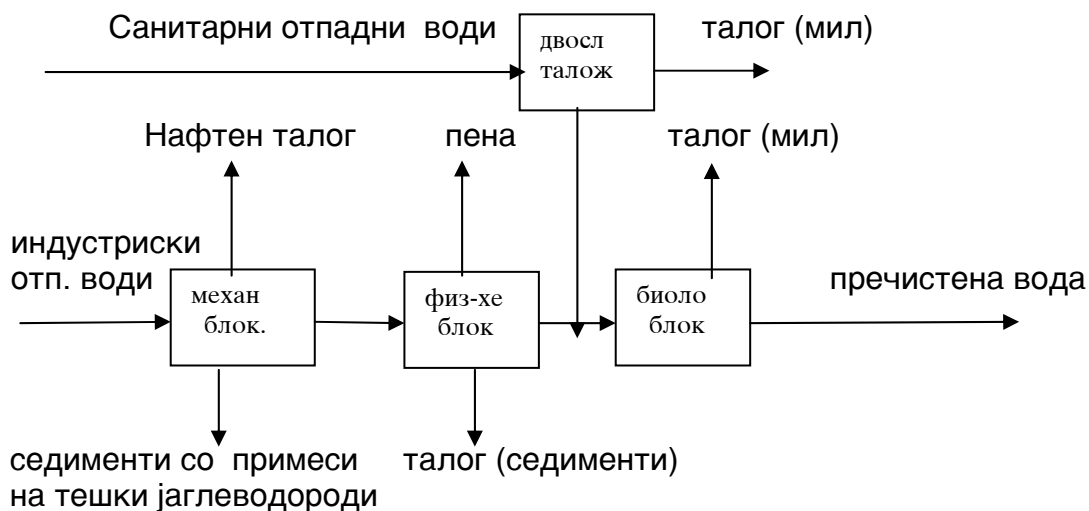 Санитарни отпадни води
двосл
талож
талог (мил)
Нафтен талог
пена
талог (мил)
индустриски
отп. води
механ
блок.
физ-хе
блок
биоло
блок
пречистена вода
седименти со примеси
на тешки јаглеводороди
талог (седименти)